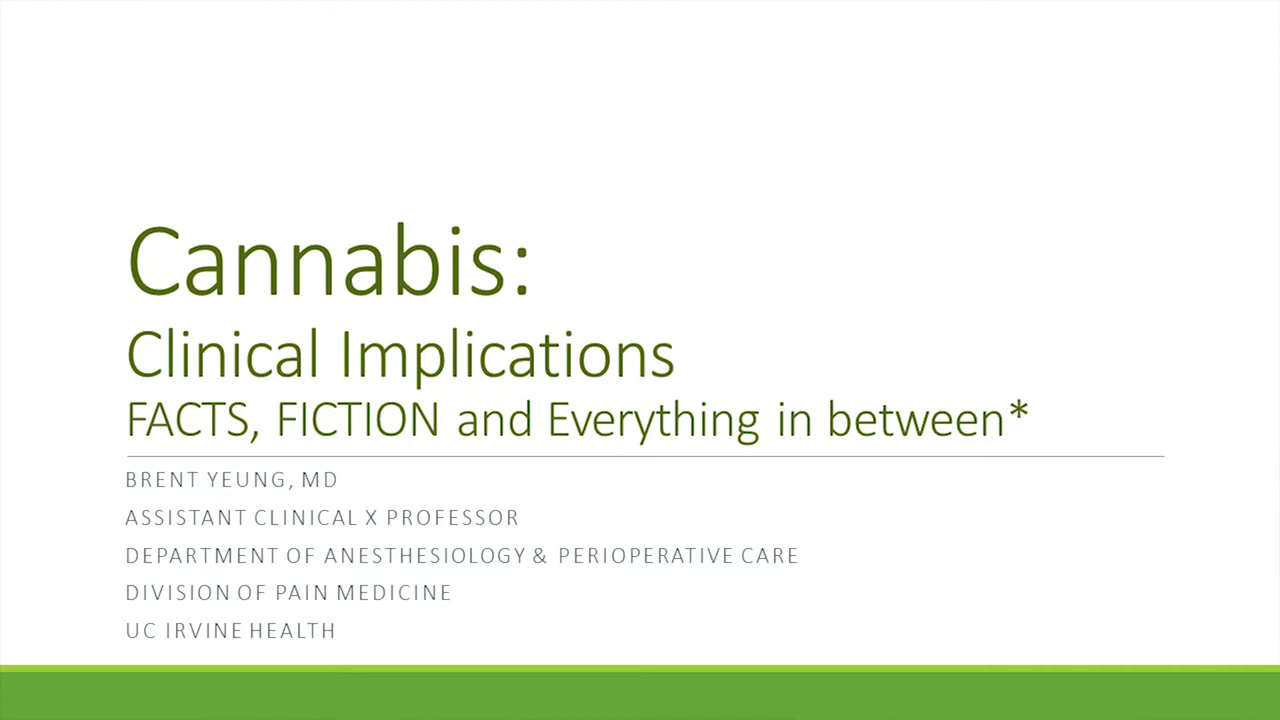 Cannabis:
Clinical Implications
FACTS, FICTION and Everything in between*
BRENT YEUNG, MD
ASSISTANT CLINICAL X PROFESSOR
DEPARTMENT OF ANESTHESIOLOGY & PERIOPERATIVE CARE
DIVISION OF PAIN MEDICINE
UC IRVINE HEALTH